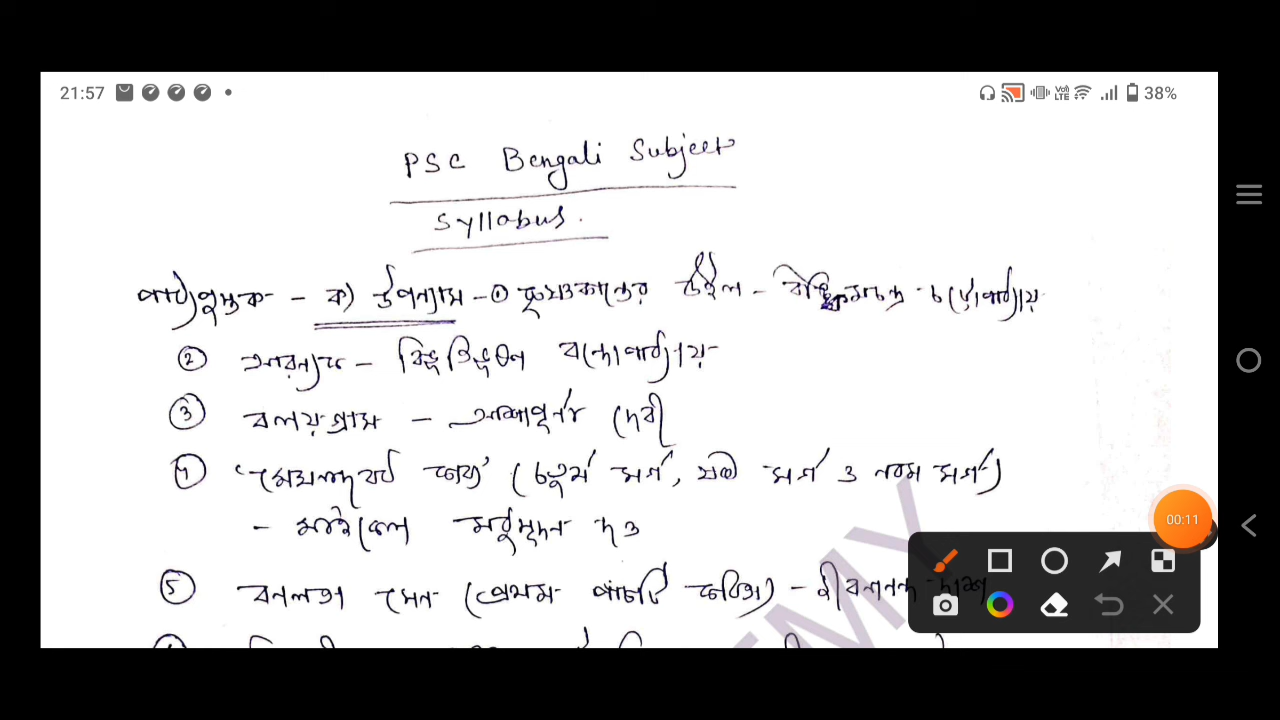 21:57 38%
PSC Bengali Subject
Syllabus.
পাঠ্যপুস্তক - ক) উপন্যাস - ① কৃষ্ণকান্তের উইল - বঙ্কিমচন্দ্র চট্টোপাধ্যায়
② আরণ্যক - বিভূতিভূষণ বন্দ্যোপাধ্যায়
③ বলয়গ্রাস - আশাপূর্ণা দেবী
④ 'মেঘনাদবধ কাব্য' (চতুর্থ সর্গ, ষষ্ঠ সর্গ ও নবম সর্গ)
- মাইকেল মধুসূদন দত্ত
00:11
⑤ বনলতা সেন (প্রথম পাঁচটি কবিতা) - জীবনানন্দ দাশ
EMY